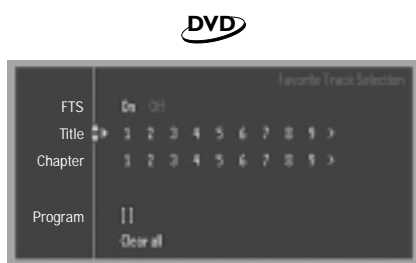 DVD
Favorite Track Selection
FTS On Off
Title 1 2 3 4 5 6 7 8 9 >
Chapter 1 2 3 4 5 6 7 8 9 >
Program [ ]
Clear all